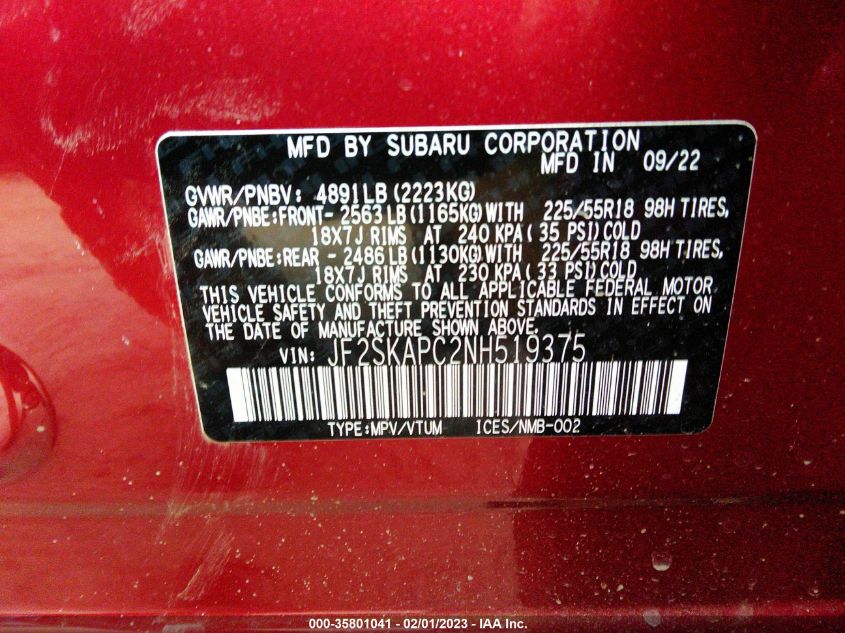 MFD BY SUBARU CORPORATION
MFD IN 09/22
GVWR/PNBV: 4891LB(2223KG)
GAWR/PNBE:FRONT- 2563LB(1165KG)WITH 225/55R18 98H TIRES,
18X7J RIMS AT 240 KPA(35 PSI)COLD
GAWR/PNBE:REAR - 2486LB(1130KG)WITH 225/55R18 98H TIRES,
18X7J RIMS AT 230 KPA(33 PSI)COLD
THIS VEHICLE CONFORMS TO ALL APPLICABLE FEDERAL MOTOR
VEHICLE SAFETY AND THEFT PREVENTION STANDARDS IN EFFECT ON
THE DATE OF MANUFACTURE SHOWN ABOVE.
VIN: JF2SKAPC2NH519375
TYPE:MPV/VTUM ICES/NMB-002
000-35801041 - 02/01/2023 - IAA Inc.